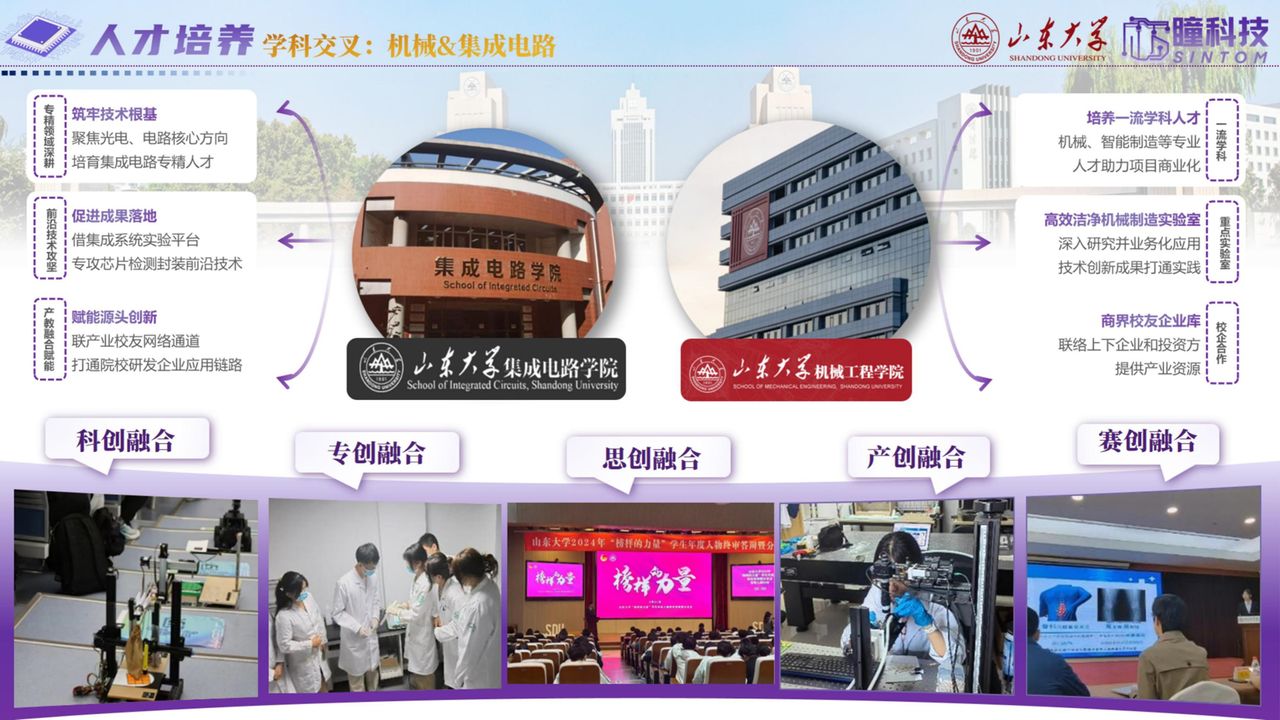 人才培养
学科交叉：机械&集成电路
山东大学
SHANDONG UNIVERSITY
瞳科技
SINTOM
专精领域深耕
筑牢技术根基
聚焦光电、电路核心方向
培育集成电路专精人才
前沿技术攻坚
促进成果落地
借集成系统实验平台
专攻芯片检测封装前沿技术
产教融合赋能
赋能源头创新
联产业校友网络通道
打通院校研发企业应用链路
集成电路学院
School of Integrated Circuits
山东大学集成电路学院
School of Integrated Circuits, Shandong University
1901
山东大学机械工程学院
SCHOOL OF MECHANICAL ENGINEERING, SHANDONG UNIVERSITY
一流学科
培养一流学科人才
机械、智能制造等专业
人才助力项目商业化
重点实验室
高效洁净机械制造实验室
深入研究并业务化应用
技术创新成果打通实践
校企合作
商界校友企业库
联络上下企业和投资方
提供产业资源
科创融合
专创融合
思创融合
产创融合
赛创融合
山东大学2024年“榜样的力量”学生年度人物终审答辩暨分
榜样的力量
榜样的力量
SDU